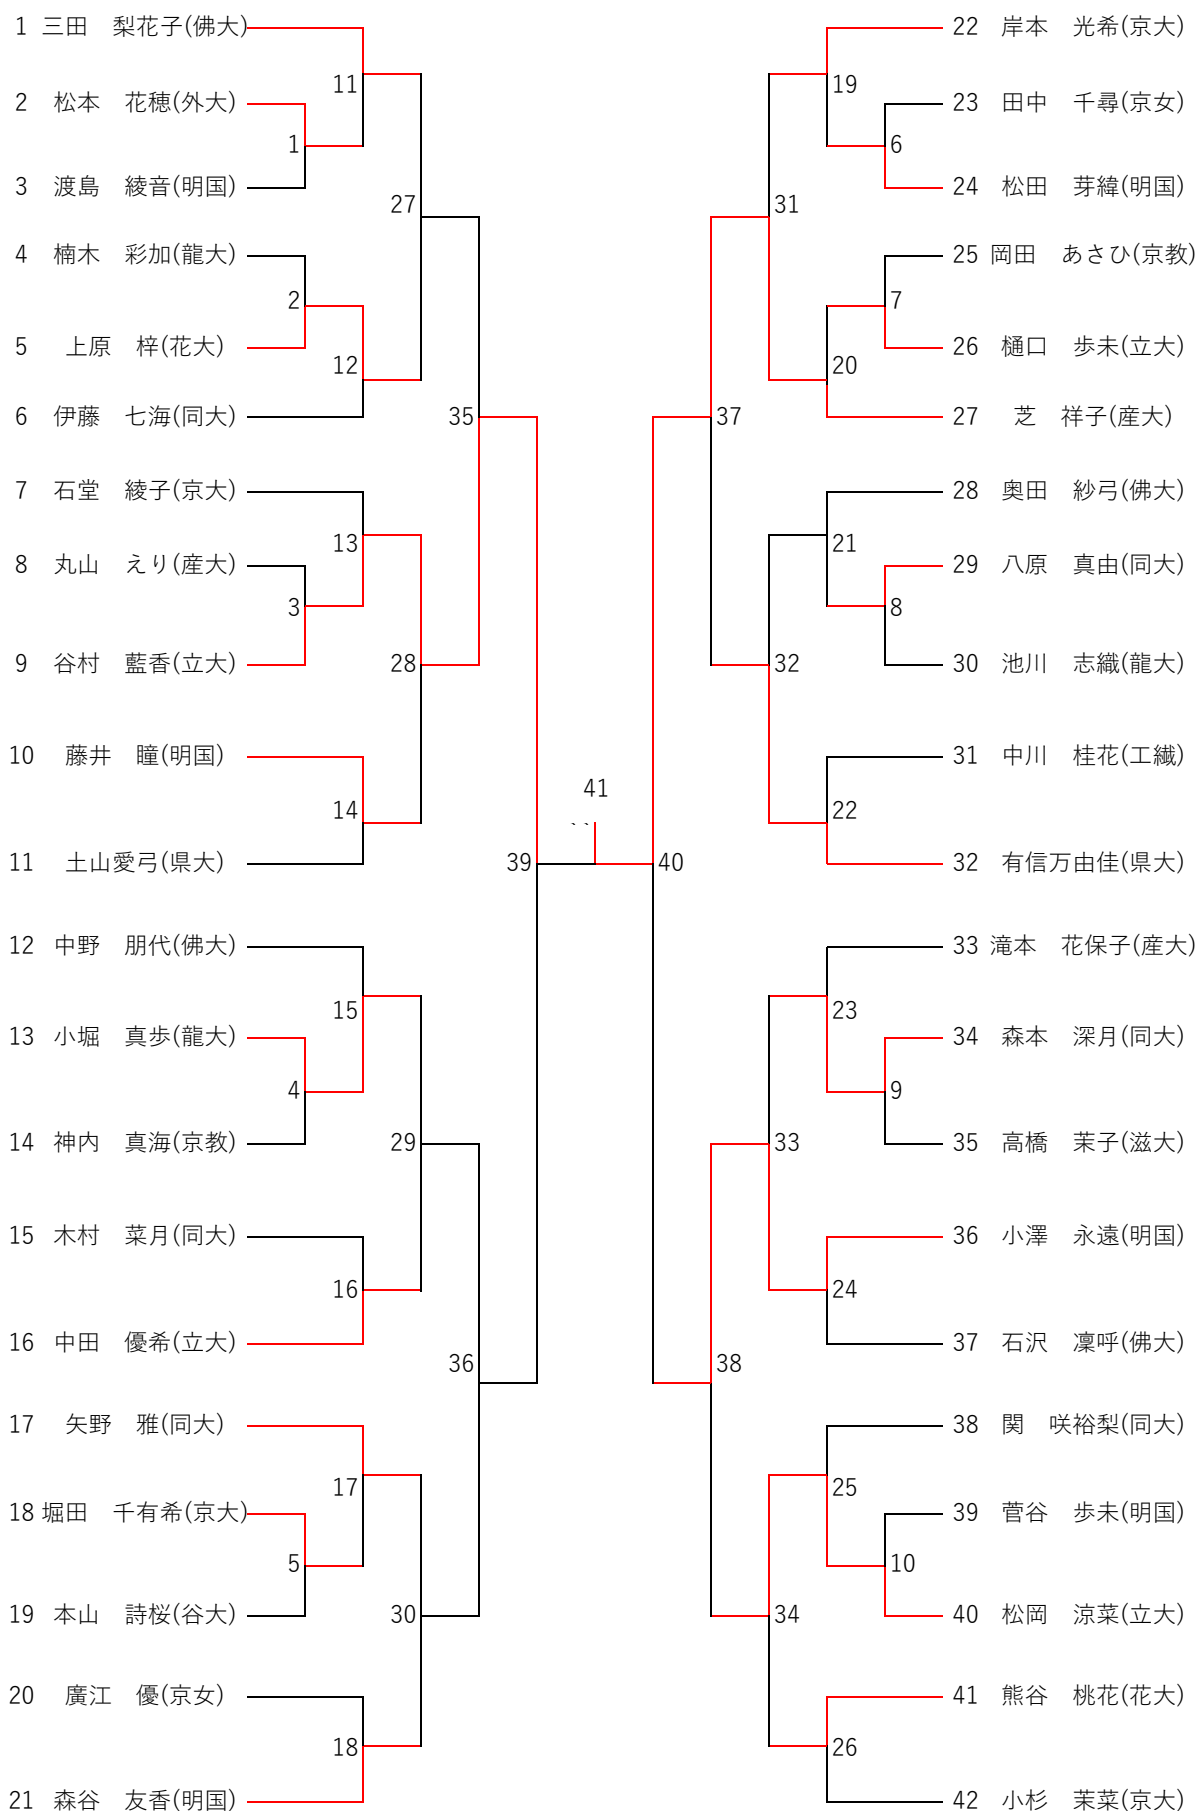 1 三田　梨花子(佛大)
2 松本　花穂(外大)
3 渡島　綾音(明国)
4 楠木　彩加(龍大)
5 上原　梓(花大)
6 伊藤　七海(同大)
7 石堂　綾子(京大)
8 丸山　えり(産大)
9 谷村　藍香(立大)
10 藤井　瞳(明国)
11 土山愛弓(県大)
12 中野　朋代(佛大)
13 小堀　真歩(龍大)
14 神内　真海(京教)
15 木村　菜月(同大)
16 中田　優希(立大)
17 矢野　雅(同大)
18 堀田　千有希(京大)
19 本山　詩桜(谷大)
20 廣江　優(京女)
21 森谷　友香(明国)
11
1
27
2
12
35
13
3
28
14
39
15
4
29
16
36
17
5
30
18
41
``
40
19
6
31
7
20
37
21
8
32
22
23
9
33
24
38
25
10
34
26
22 岸本　光希(京大)
23 田中　千尋(京女)
24 松田　芽緯(明国)
25 岡田　あさひ(京教)
26 樋口　歩未(立大)
27 芝　祥子(産大)
28 奥田　紗弓(佛大)
29 八原　真由(同大)
30 池川　志織(龍大)
31 中川　桂花(工繊)
32 有信万由佳(県大)
33 滝本　花保子(産大)
34 森本　深月(同大)
35 高橋　茉子(滋大)
36 小澤　永遠(明国)
37 石沢　凜呼(佛大)
38 関　咲裕梨(同大)
39 菅谷　歩未(明国)
40 松岡　涼菜(立大)
41 熊谷　桃花(花大)
42 小杉　茉菜(京大)